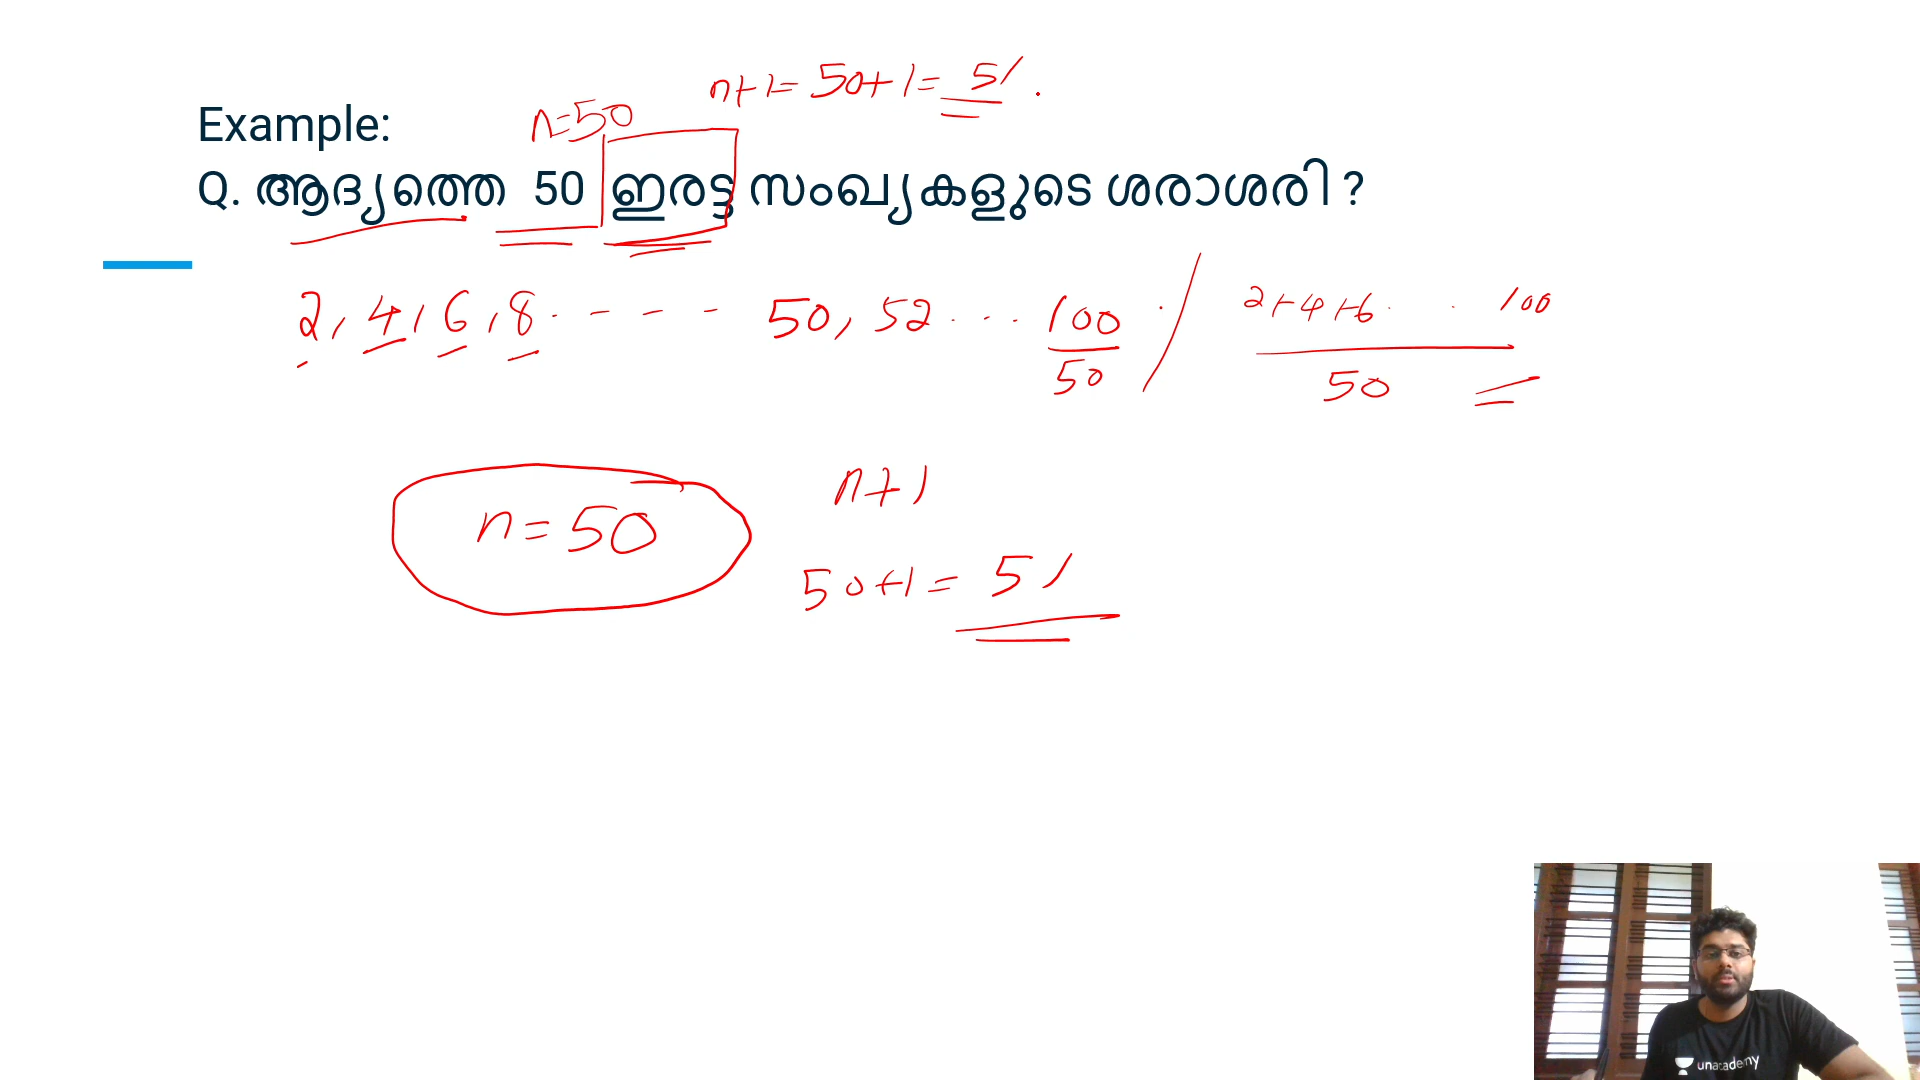 n+1= 50+1= 51.
Example:
n=50
Q. ആദ്യത്തെ 50 ഇരട്ട സംഖ്യകളുടെ ശരാശരി ?
2, 4, 6, 8 - - - - 50, 52 ... 100
50
2+4+6 . . 100
50
n+1
n=50
50+1= 51
unacademy